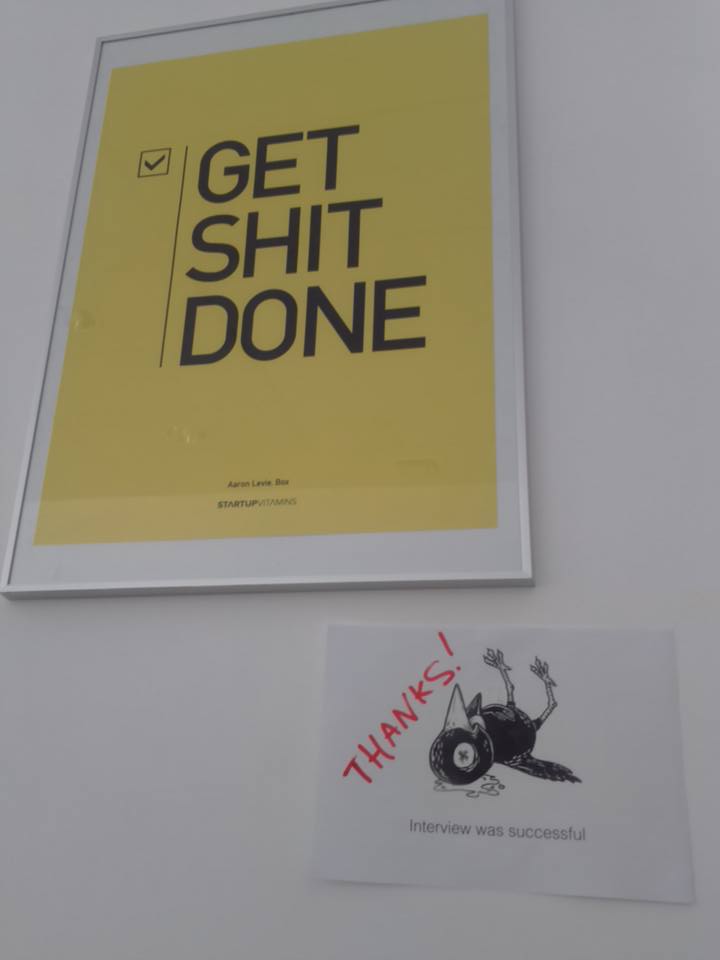 GET
SHIT
DONE
Aaron Levie, Box
STARTUPVITAMINS
THANKS!
Interview was successful